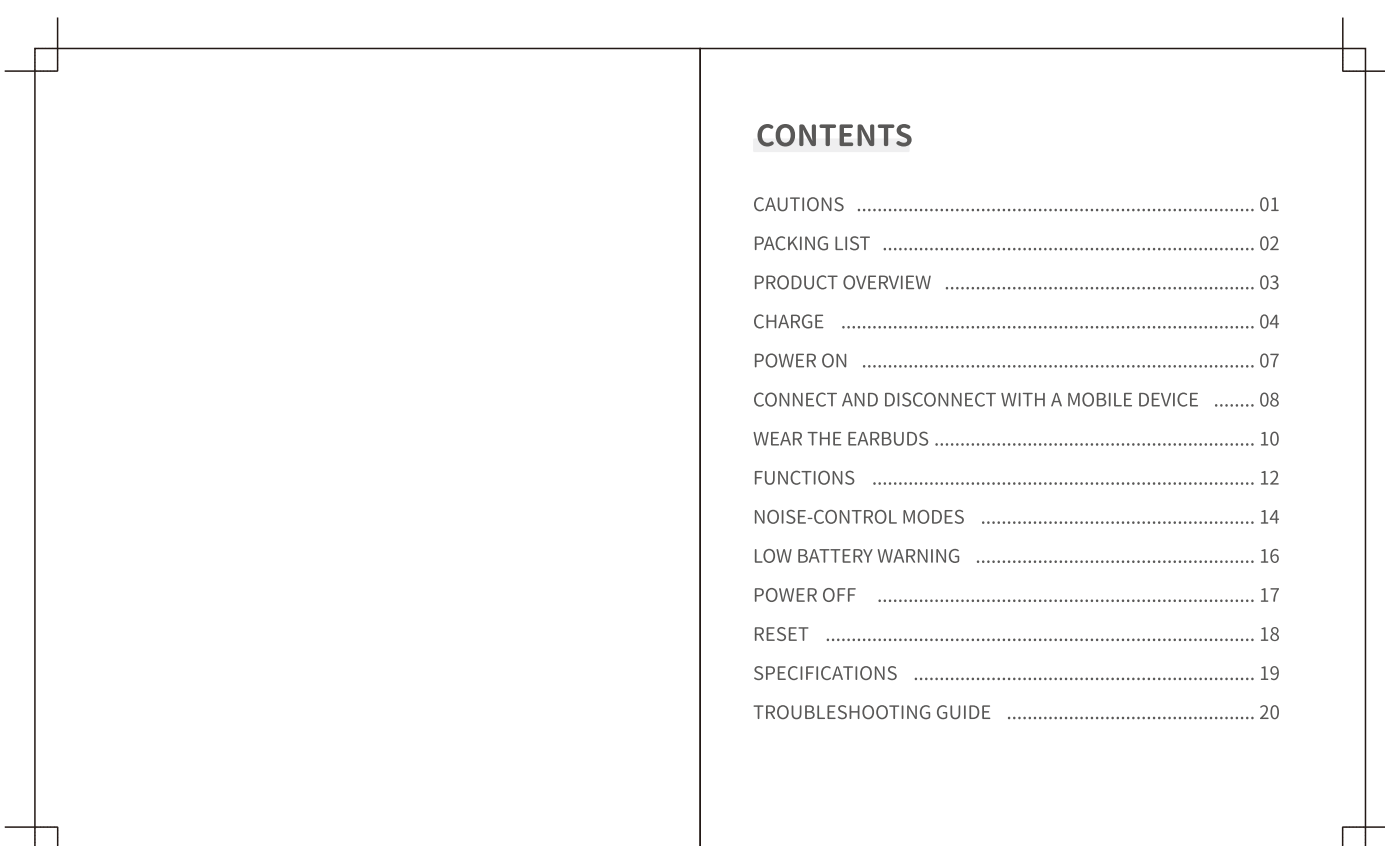 CONTENTS
CAUTIONS ............................................................................. 01
PACKING LIST ........................................................................ 02
PRODUCT OVERVIEW ............................................................ 03
CHARGE ................................................................................ 04
POWER ON ............................................................................ 07
CONNECT AND DISCONNECT WITH A MOBILE DEVICE ........ 08
WEAR THE EARBUDS .............................................................. 10
FUNCTIONS .......................................................................... 12
NOISE-CONTROL MODES ..................................................... 14
LOW BATTERY WARNING ...................................................... 16
POWER OFF ......................................................................... 17
RESET ................................................................................... 18
SPECIFICATIONS .................................................................. 19
TROUBLESHOOTING GUIDE ................................................ 20